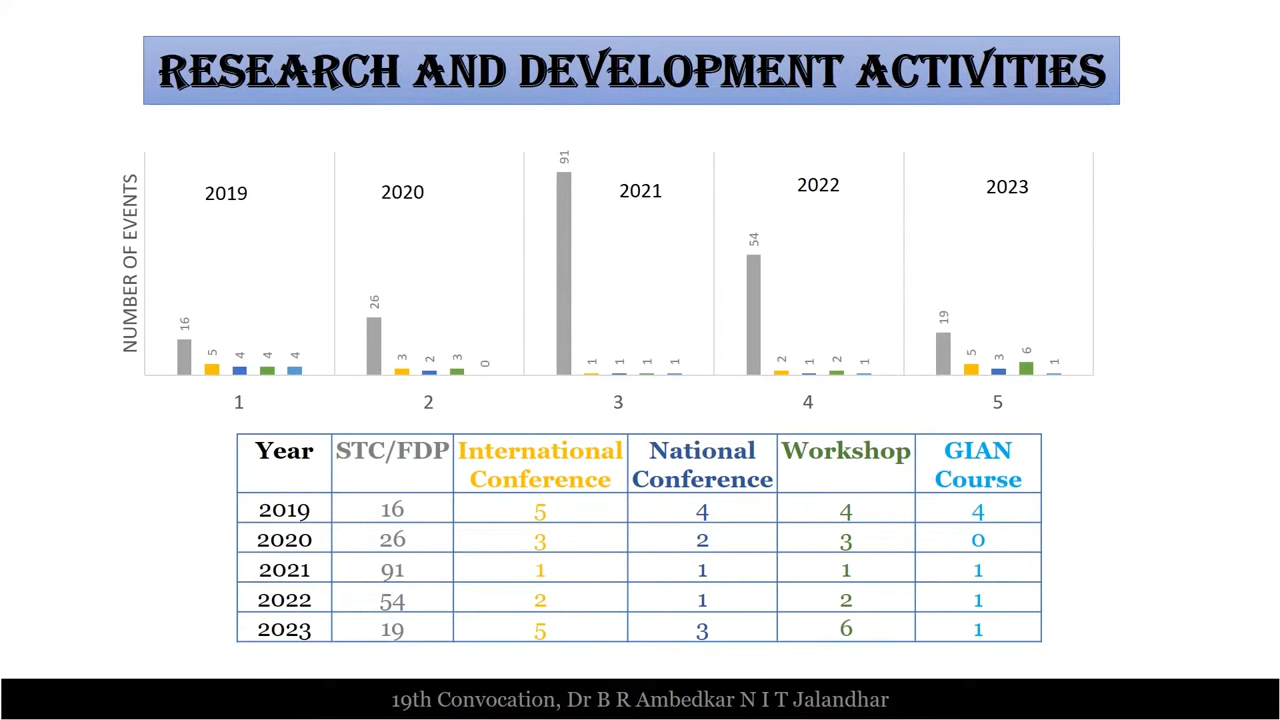 RESEARCH AND DEVELOPMENT ACTIVITIES
NUMBER OF EVENTS
2019 2020 2021 2022 2023
16 5 4 4 4 26 3 2 3 0 91 1 1 1 1 54 2 1 2 1 19 5 3 6 1
1 2 3 4 5
Year STC/FDP International Conference National Conference Workshop GIAN Course
2019 16 5 4 4 4
2020 26 3 2 3 0
2021 91 1 1 1 1
2022 54 2 1 2 1
2023 19 5 3 6 1
19th Convocation, Dr B R Ambedkar N I T Jalandhar